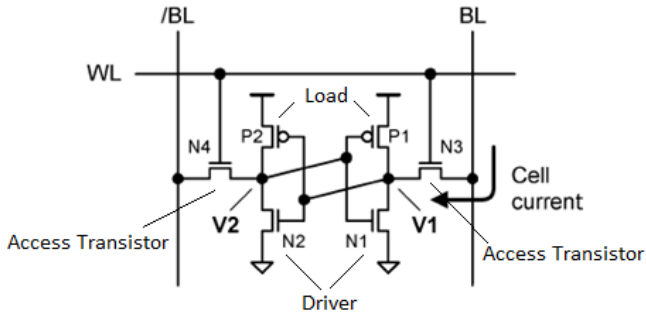 /BL
BL
WL
Load
P2
P1
N4
N3
Cell
current
V2
V1
Access Transistor
N2
N1
Access Transistor
Driver